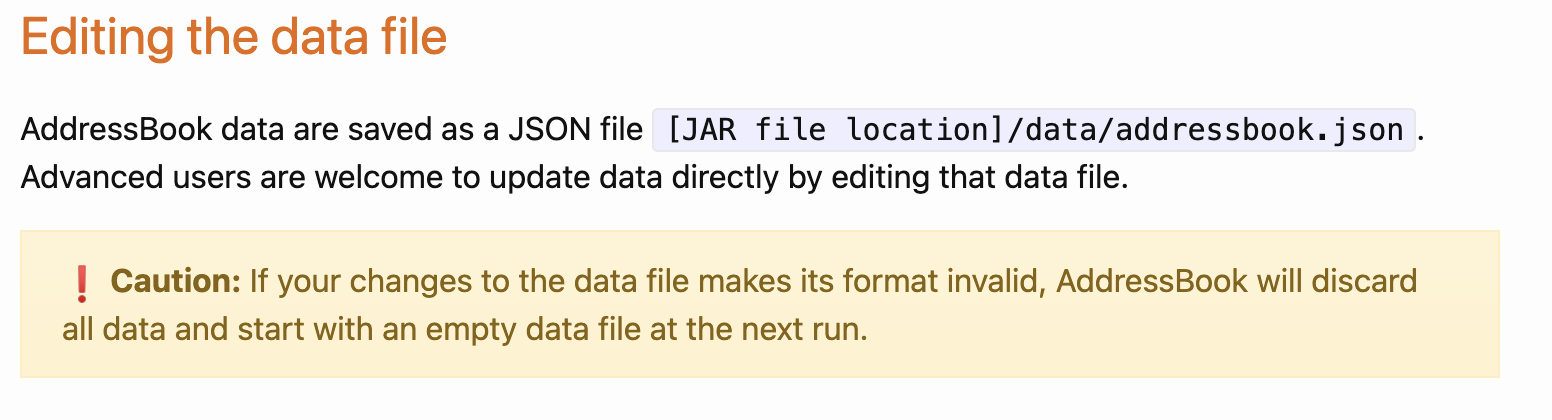 Editing the data file
AddressBook data are saved as a JSON file [JAR file location]/data/addressbook.json.
Advanced users are welcome to update data directly by editing that data file.
❗ Caution: If your changes to the data file makes its format invalid, AddressBook will discard
all data and start with an empty data file at the next run.